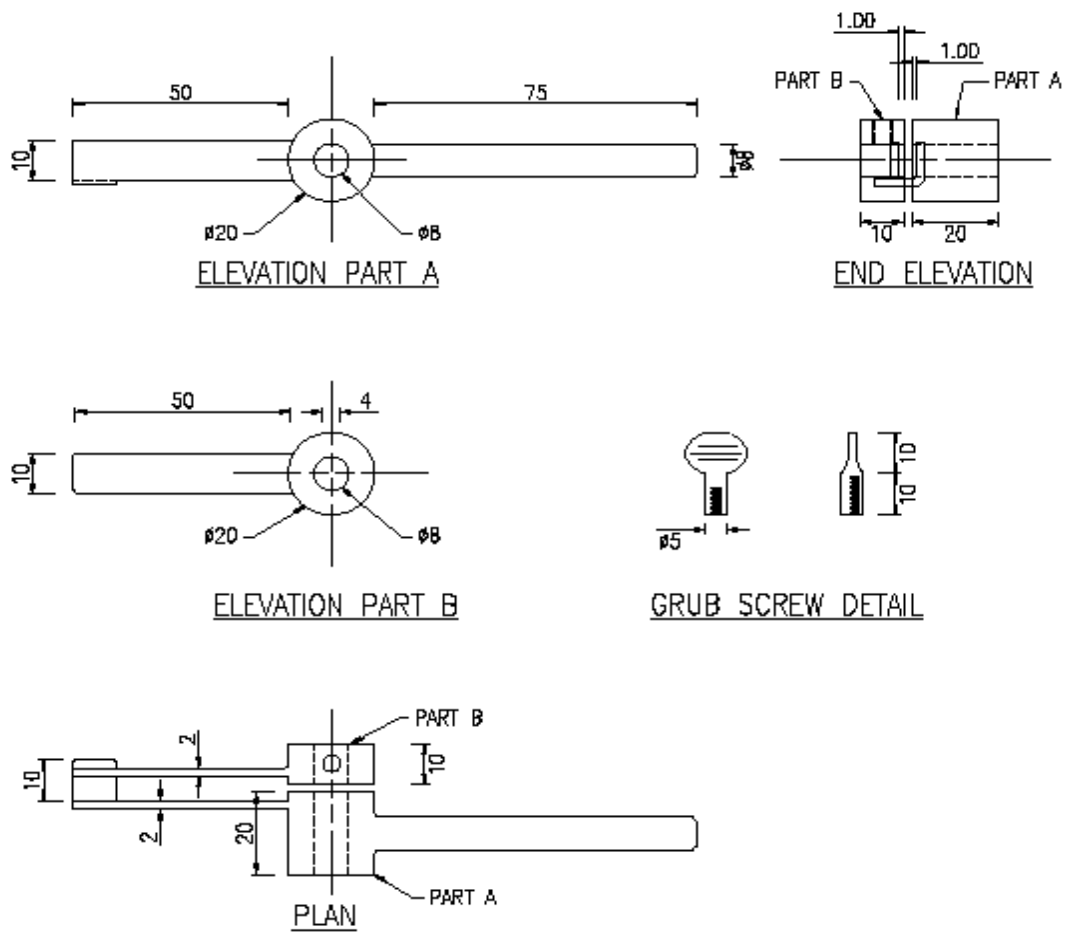 1.00
1.00
PART B
PART A
50
75
10
ø8
ø20
ø8
10
20
ELEVATION PART A
END ELEVATION
50
4
10
10
10
ø20
ø8
ø5
ELEVATION PART B
GRUB SCREW DETAIL
PART B
2
10
10
2
20
PART A
PLAN